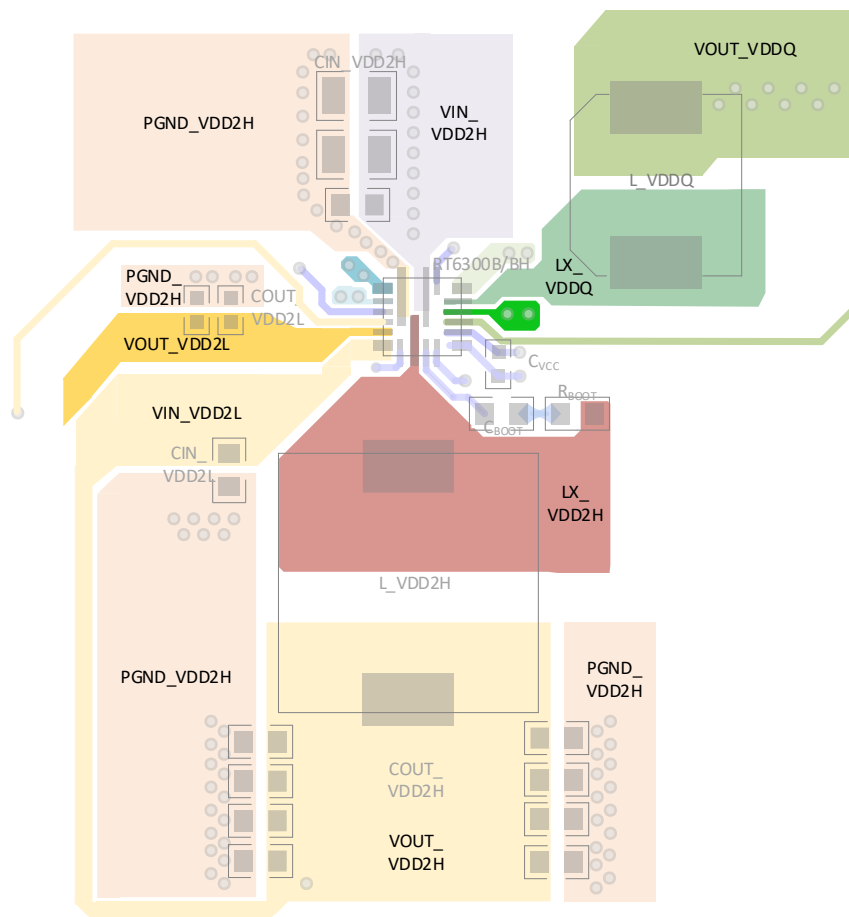 CIN_VDD2H
VOUT_VDDQ
PGND_VDD2H
VIN_
VDD2H
L_VDDQ
RT6300B/BH
PGND_
VDD2H
LX_
VDDQ
COUT_
VDD2L
VOUT_VDD2L
CVCC
RBOOT
VIN_VDD2L
CBOOT
CIN_
VDD2L
LX_
VDD2H
L_VDD2H
PGND_VDD2H
PGND_
VDD2H
COUT_
VDD2H
VOUT_
VDD2H